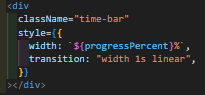 <div
className="time-bar"
style={{
width: `${progressPercent}%`,
transition: "width 1s linear",
}}
></div>